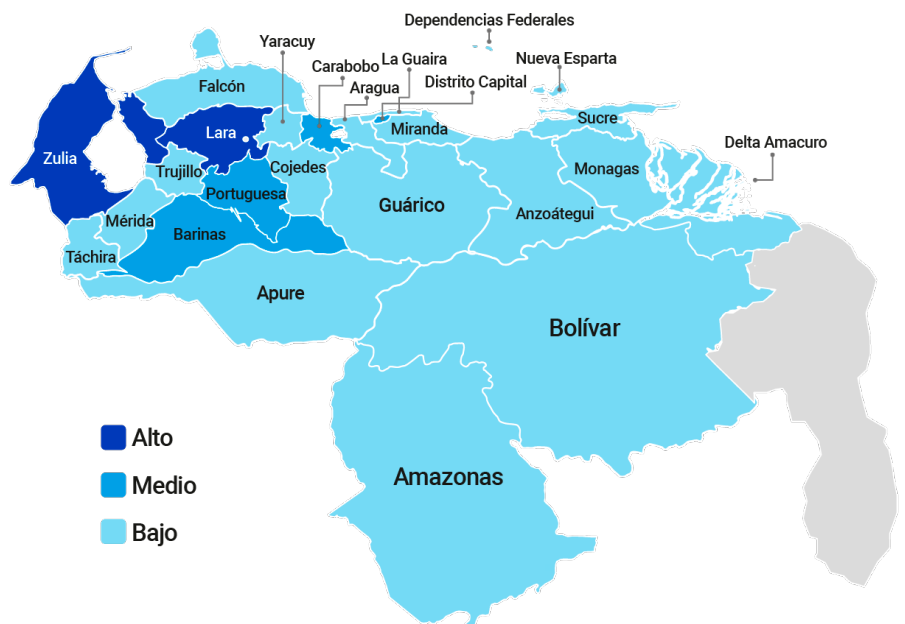 Dependencias Federales
Yaracuy
Carabobo
La Guaira
Nueva Esparta
Aragua
Distrito Capital
Falcón
Sucre
Lara
Miranda
Delta Amacuro
Zulia
Trujillo
Cojedes
Monagas
Portuguesa
Guárico
Mérida
Anzoátegui
Barinas
Táchira
Apure
Bolívar
Alto
Amazonas
Medio
Bajo